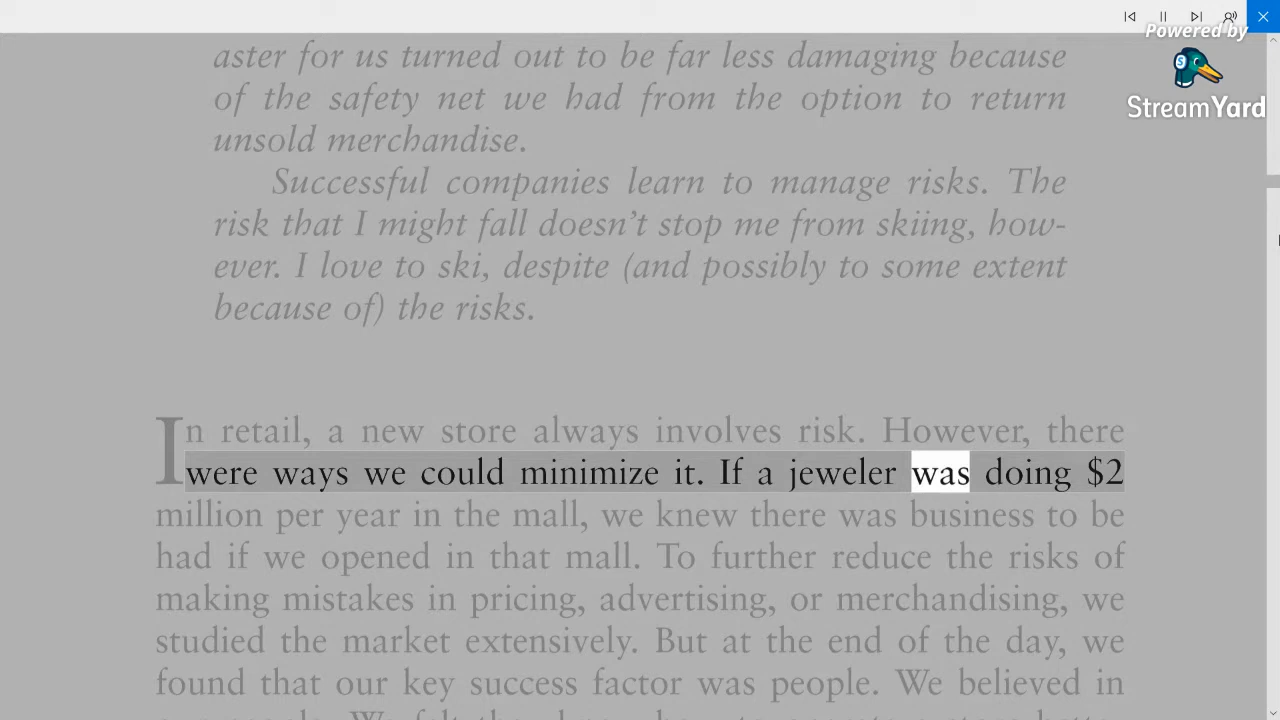 Powered by
StreamYard
aster for us turned out to be far less damaging because
of the safety net we had from the option to return
unsold merchandise.
Successful companies learn to manage risks. The
risk that I might fall doesn't stop me from skiing, how-
ever. I love to ski, despite (and possibly to some extent
because of) the risks.
In retail, a new store always involves risk. However, there
were ways we could minimize it. If a jeweler was doing $2
million per year in the mall, we knew there was business to be
had if we opened in that mall. To further reduce the risks of
making mistakes in pricing, advertising, or merchandising, we
studied the market extensively. But at the end of the day, we
found that our key success factor was people. We believed in